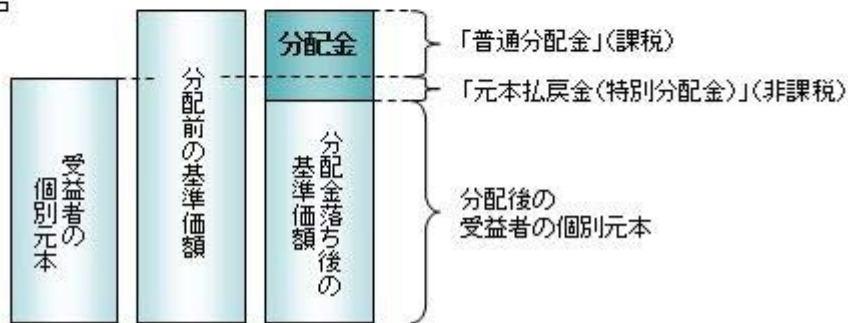 分配金
「普通分配金」(課税)
「元本払戻金(特別分配金)」(非課税)
受益者の
個別元本
分配前の基準価額
分配金落ち後の
基準価額
分配後の
受益者の個別元本